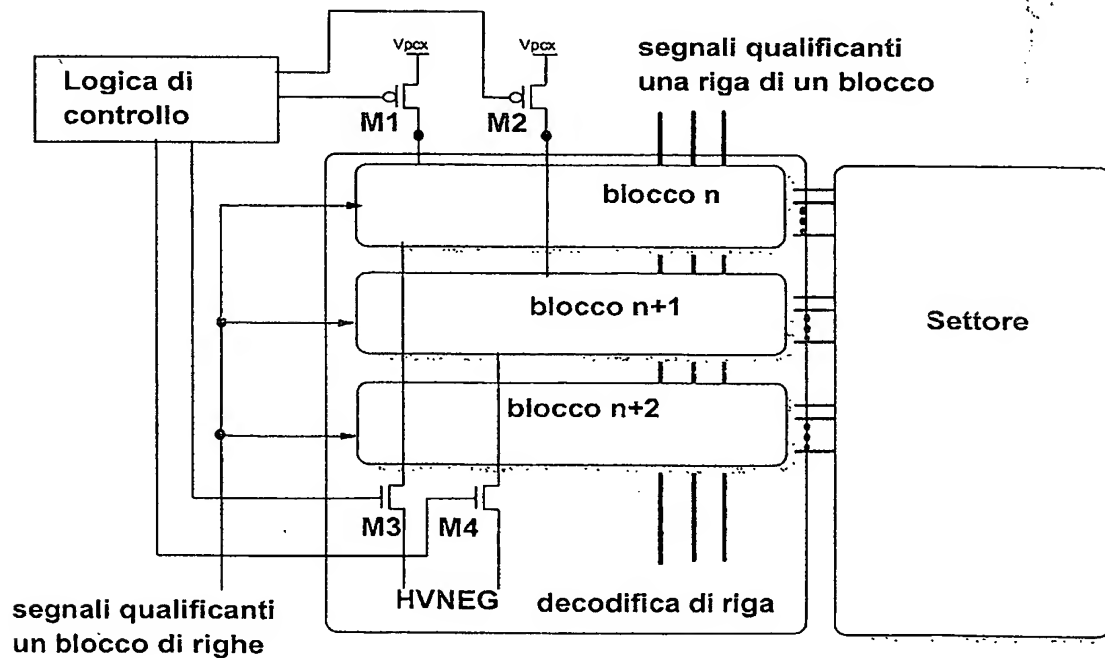 Logica di
controllo
Vpcx
Vpcx
M1
M2
segnali qualificanti
una riga di un blocco
blocco n
blocco n+1
blocco n+2
Settore
M3
M4
HVNEG
decodifica di riga
segnali qualificanti
un blocco di righe